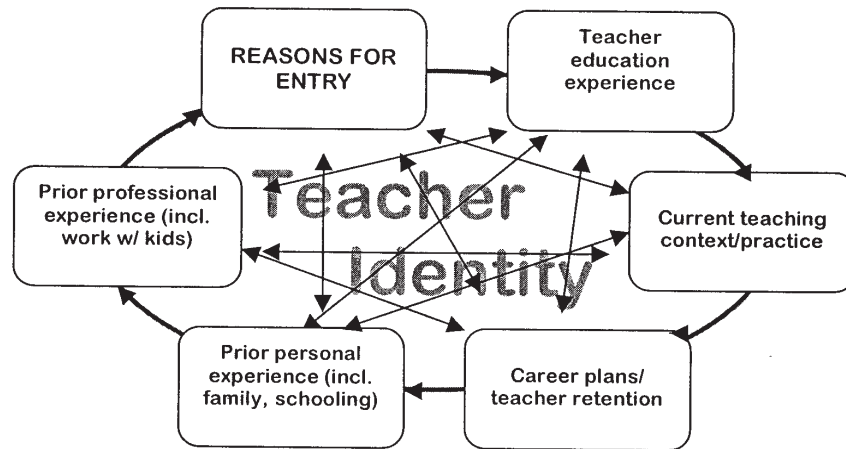 REASONS FOR
ENTRY
Teacher
education
experience
Prior professional
experience (incl.
work w/ kids)
Teacher
Identity
Current teaching
context/practice
Prior personal
experience (incl.
family, schooling)
Career plans/
teacher retention